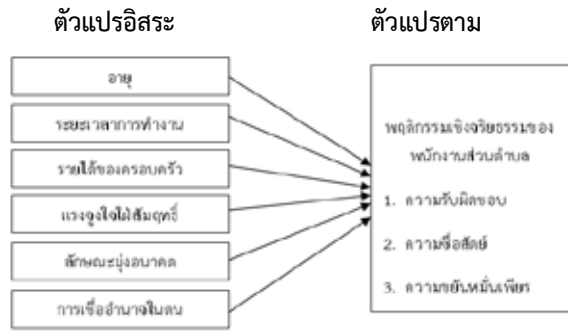 ตัวแปรอิสระ
ตัวแปรตาม
อายุ
ระยะเวลาการทำงาน
รายได้ของครอบครัว
แรงจูงใจใฝ่สัมฤทธิ์
ลักษณะมุ่งอนาคต
การเชื่ออำนาจในตน
พฤติกรรมเชิงจริยธรรมของ
พนักงานส่วนตำบล
1. ความรับผิดชอบ
2. ความซื่อสัตย์
3. ความขยันหมั่นเพียร